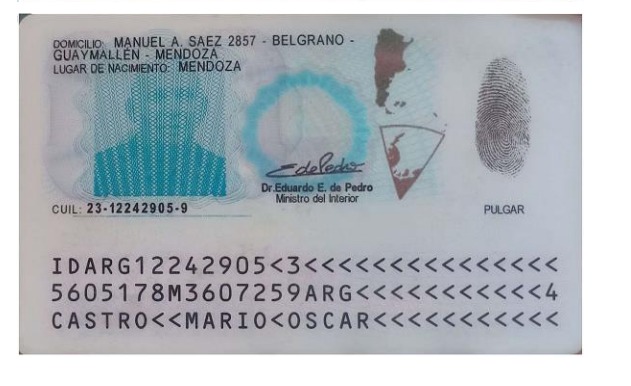 DOMICILIO: MANUEL A. SAEZ 2857 - BELGRANO -
GUAYMALLÉN - MENDOZA
LUGAR DE NACIMIENTO: MENDOZA
Dr.Eduardo E. de Pedro
Ministro del Interior
CUIL: 23-12242905-9
PULGAR
IDARG12242905<3<<<<<<<<<<<<<<<
5605178M3607259ARG<<<<<<<<<<<4
CASTRO<<MARIO<OSCAR<<<<<<<<<<<